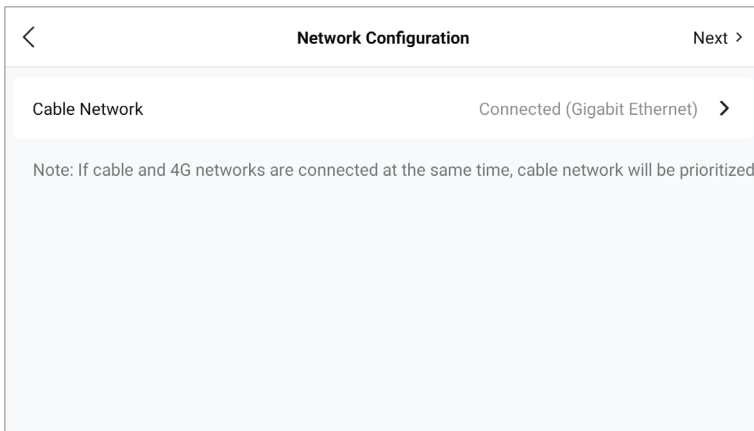 Network Configuration
Next
Cable Network
Connected (Gigabit Ethernet)
Note: If cable and 4G networks are connected at the same time, cable network will be prioritized